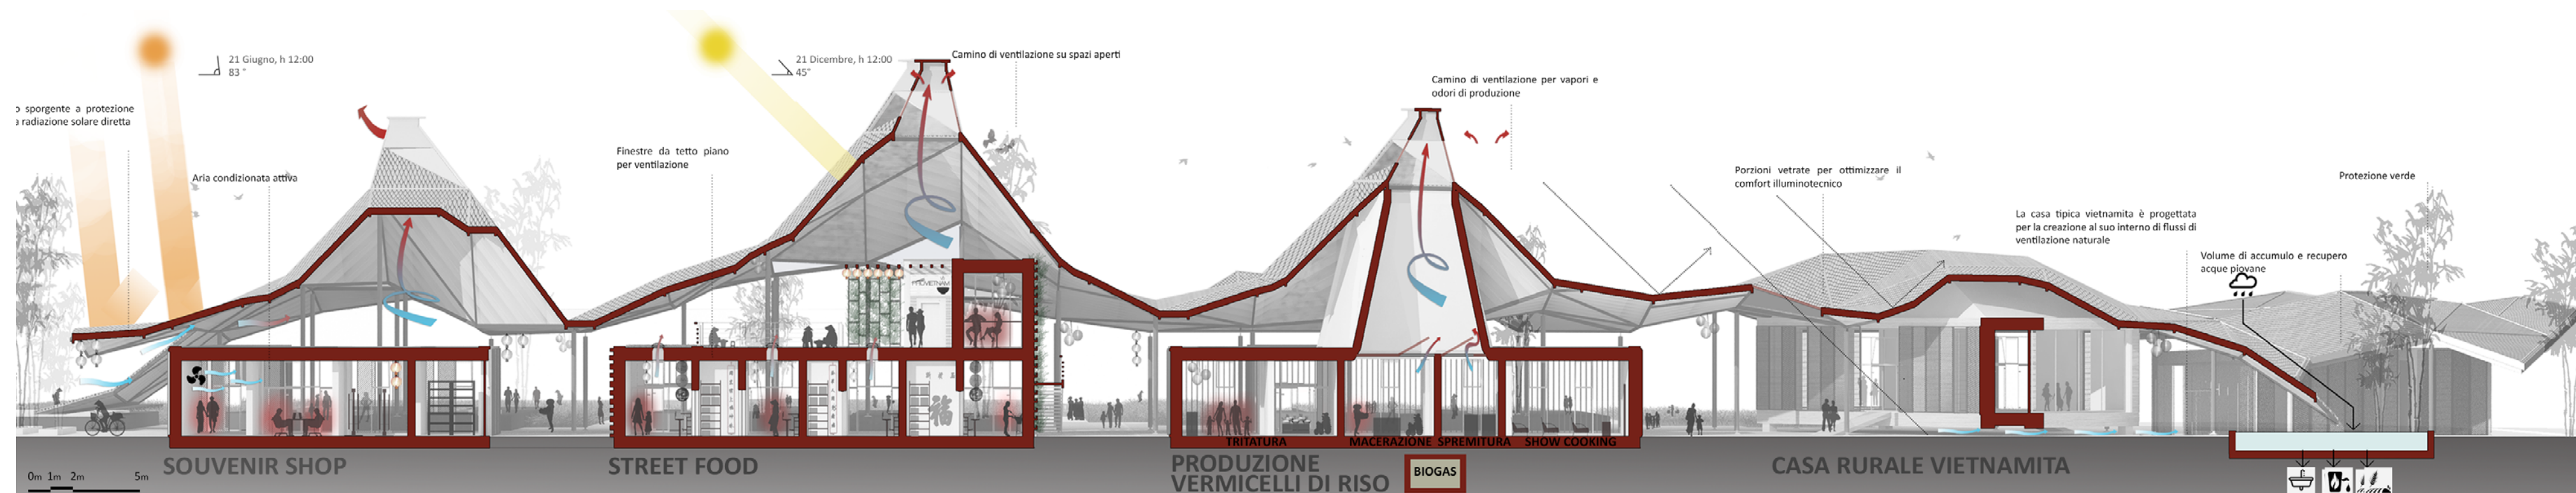 21 Giugno, h 12:00
83 °
o sporgente a protezione
a radiazione solare diretta
Aria condizionata attiva
21 Dicembre, h 12:00
45°
Camino di ventilazione su spazi aperti
Finestre da tetto piano
per ventilazione
Camino di ventilazione per vapori e
odori di produzione
Porzioni vetrate per ottimizzare il
comfort illuminotecnico
La casa tipica vietnamita è progettata
per la creazione al suo interno di flussi di
ventilazione naturale
Protezione verde
Volume di accumulo e recupero
acque piovane
TRITATURA
MACERAZIONE
SPREMITURA
SHOW COOKING
SOUVENIR SHOP
STREET FOOD
PRODUZIONE
VERMICELLI DI RISO
BIOGAS
CASA RURALE VIETNAMITA
0m 1m 2m 5m